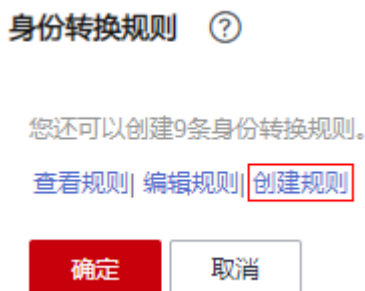 身份转换规则 ?
您还可以创建9条身份转换规则。
查看规则| 编辑规则| 创建规则
确定 取消